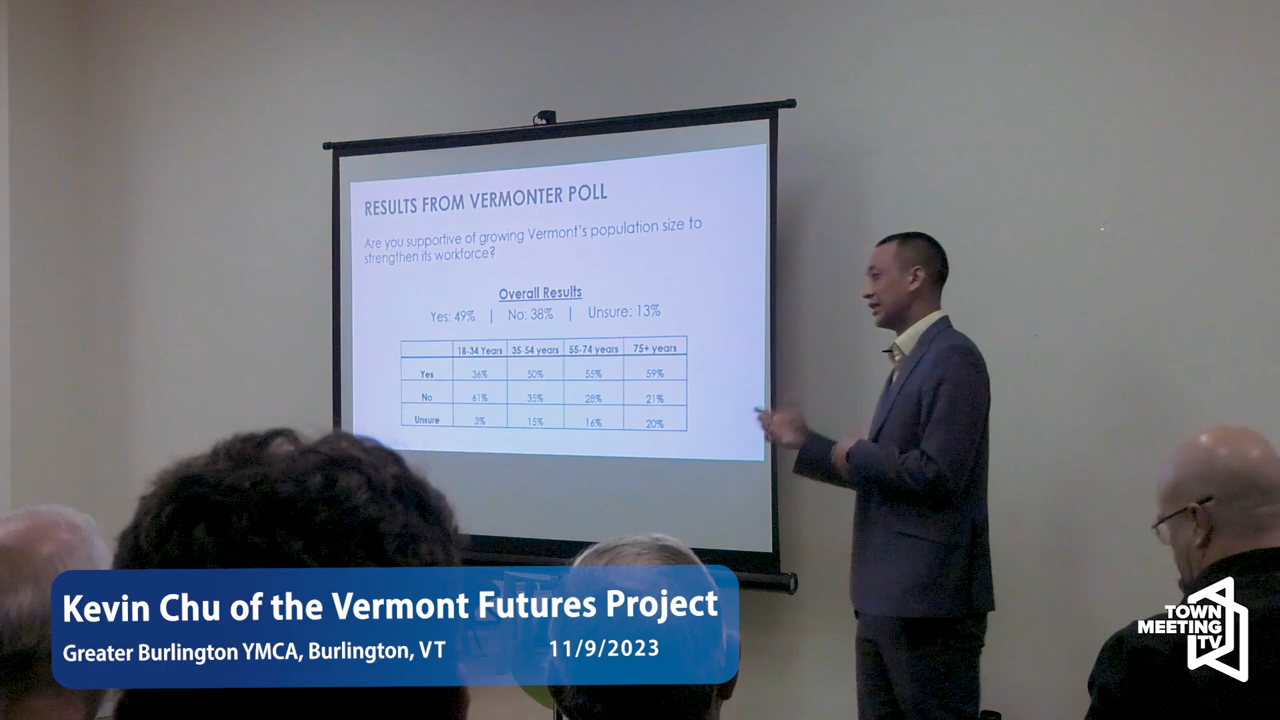 RESULTS FROM VERMONTER POLL
Are you supportive of growing Vermont's population size to
strengthen its workforce?
Overall Results
Yes: 49% | No: 38% | Unsure: 13%
18-34 Years 35-54 years 55-74 years 75+ years
Yes 36% 50% 55% 59%
No 61% 35% 28% 21%
Unsure 3% 15% 16% 20%
Kevin Chu of the Vermont Futures Project
Greater Burlington YMCA, Burlington, VT 11/9/2023
TOWN
MEETING
TV